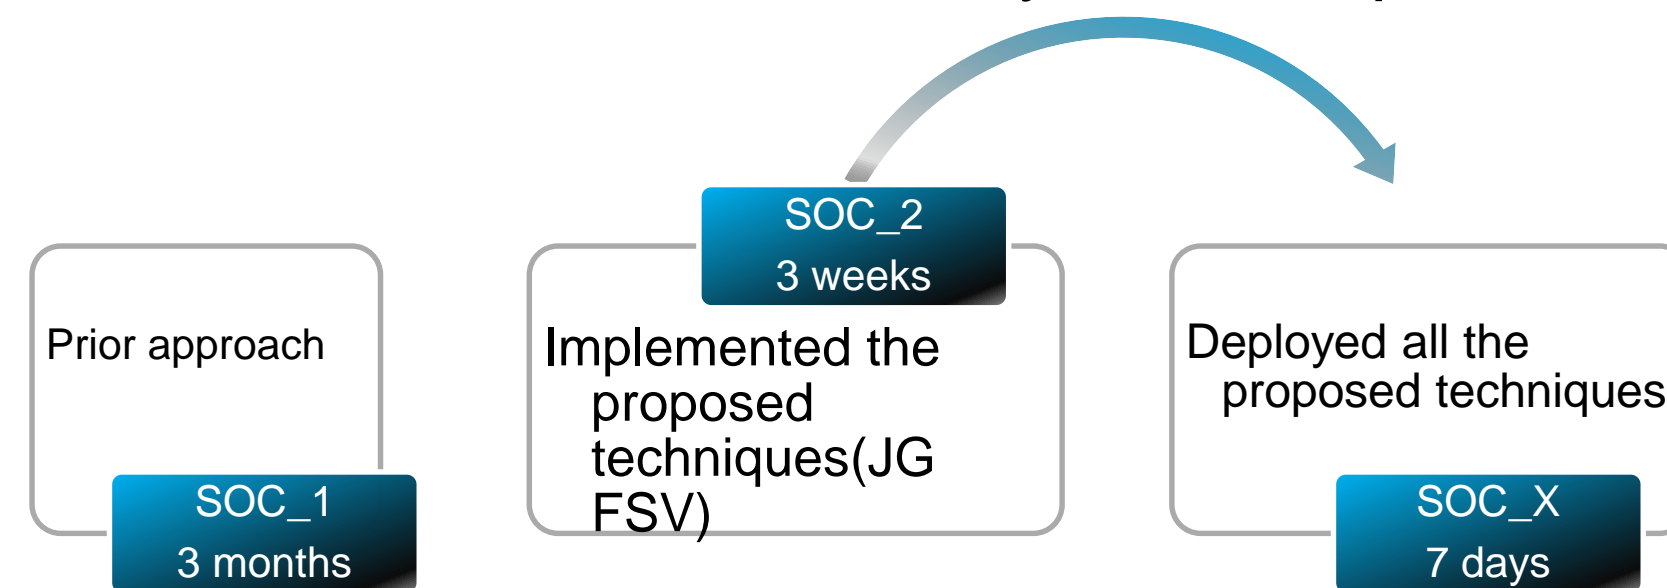 Prior approach
SOC_1
3 months
SOC_2
3 weeks
Implemented the
proposed
techniques(JG
FSV)
Deployed all the
proposed techniques
SOC_X
7 days